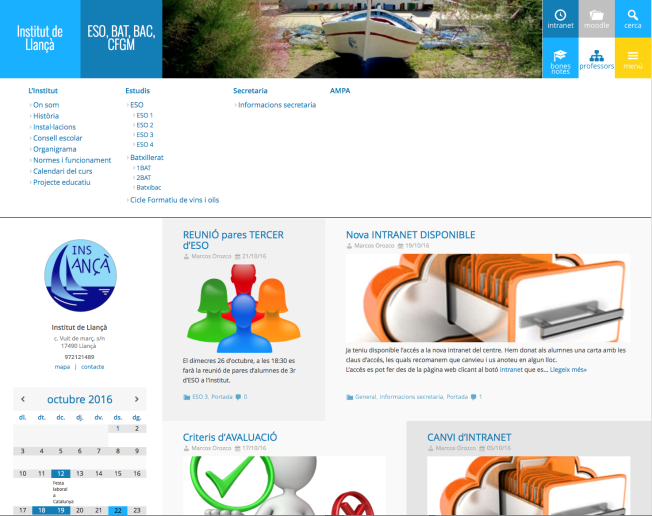 Institut de
Llançà
ESO, BAT, BAC,
CFGM
intranet
moodle
cerca
bones
notes
professors
menú
L'Institut
On som
Història
Instal·lacions
Consell escolar
Organigrama
Normes i funcionament
Calendari del curs
Projecte educatiu
Estudis
ESO
ESO 1
ESO 2
ESO 3
ESO 4
Batxillerat
1BAT
2BAT
Batxibac
Cicle Formatiu de vins i olis
Secretaria
Informacions secretaria
AMPA
INS
LANÇÀ
Institut de Llançà
c. Vuit de març, s/n
17490 Llançà
972121489
mapa | contacte
< octubre 2016 >
dl. dt. dc. dj. dv. ds. dg.
1 2
3 4 5 6 7 8 9
10 11 12 13 14 15 16
Festa
laboral
a
Catalunya
17 18 19 20 21 22 23
REUNIÓ pares TERCER
d'ESO
Marcos Orozco 21/10/16
El dimecres 26 d'octubre, a les 18:30 es
farà la reunió de pares d'alumnes de 3r
d'ESO a l'institut.
ESO 3, Portada 0
Nova INTRANET DISPONIBLE
Marcos Orozco 19/10/16
Ja teniu disponible l'accés a la nova intranet del centre. Hem donat als alumnes una carta amb les
claus d'accés, les quals recomanem que canvieu i us anoteu en algun lloc.
L'accés es pot fer des de la pàgina web clicant al botó intranet que es... Llegeix més»
General, Informacions secretaria, Portada 1
Criteris d'AVALUACIÓ
Marcos Orozco 17/10/16
CANVI d'INTRANET
Marcos Orozco 05/10/16